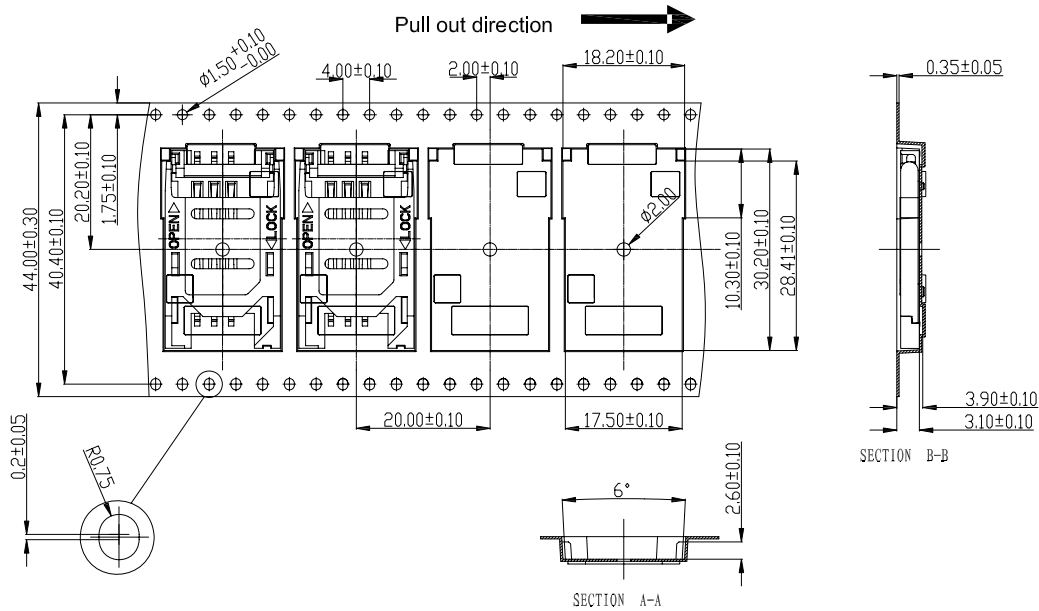 Pull out direction
Ø1.50+0.10
-0.00
4.00±0.10
2.00±0.10
18.20±0.10
0.35±0.05
44.00±0.30
40.40±0.10
20.20±0.10
1.75±0.10
OPEN
LOCK
OPEN
LOCK
Ø2.00
10.30±0.10
30.20±0.10
28.41±0.10
20.00±0.10
17.50±0.10
3.90±0.10
3.10±0.10
SECTION B-B
0.2±0.05
R0.75
6°
2.60±0.10
SECTION A-A